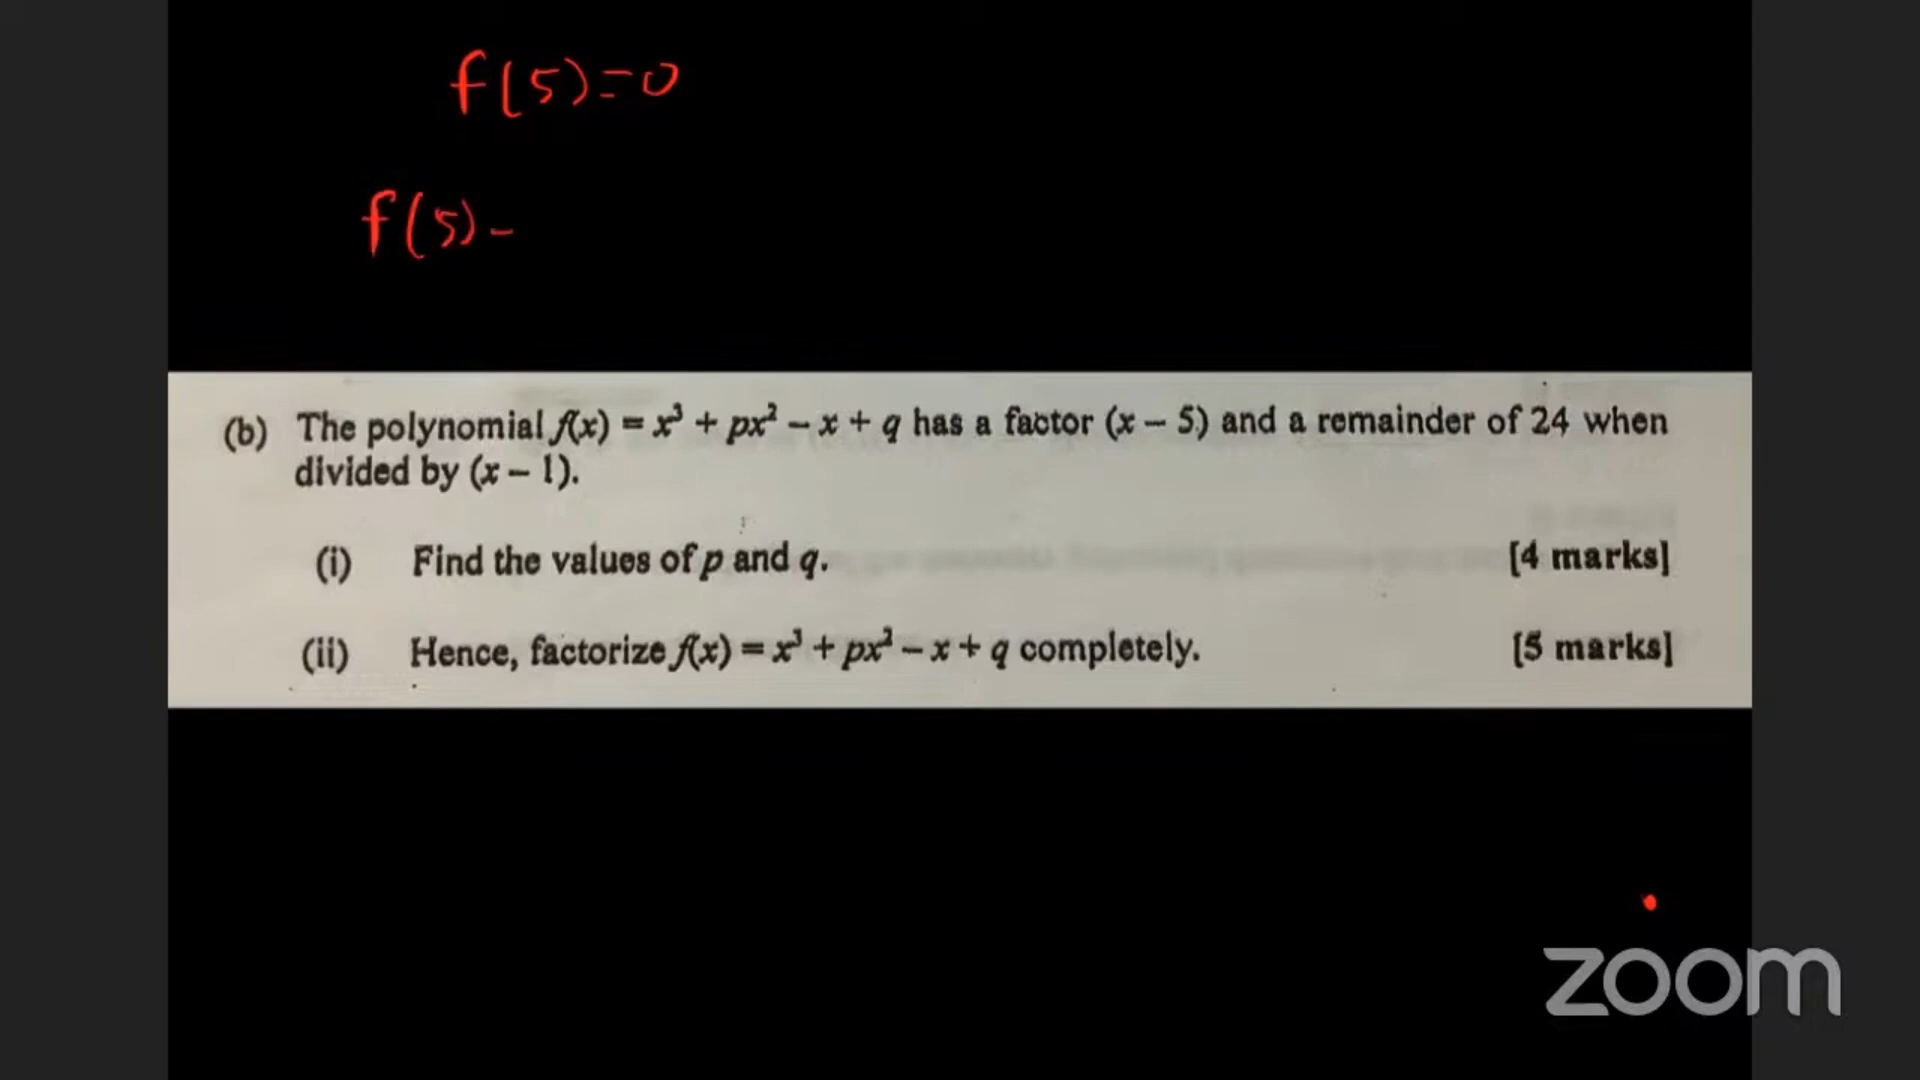 f(5)=0
f(5) -
(b) The polynomial f(x) = x³ + px² – x + q has a factor (x – 5) and a remainder of 24 when
divided by (x – 1).
(i) Find the values of p and q. [4 marks]
(ii) Hence, factorize f(x) = x³ + px² – x + q completely. [5 marks]
zoom